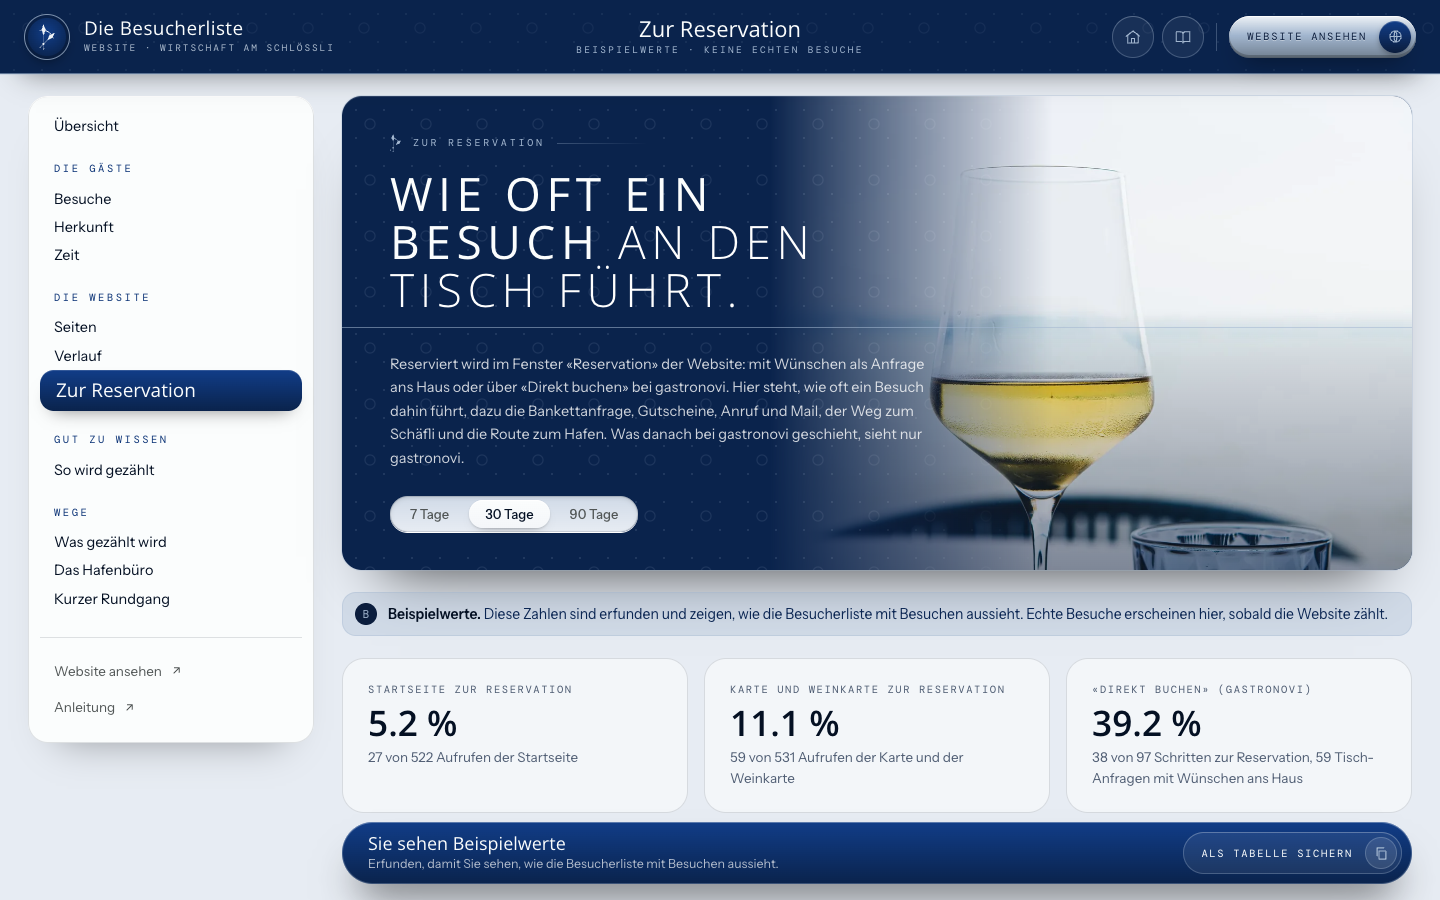 Die Besucherliste
WEBSITE · WIRTSCHAFT AM SCHLÖSSLI
Zur Reservation
BEISPIELWERTE · KEINE ECHTEN BESUCHE
WEBSITE ANSEHEN
Übersicht
DIE GÄSTE
Besuche
Herkunft
Zeit
DIE WEBSITE
Seiten
Verlauf
Zur Reservation
GUT ZU WISSEN
So wird gezählt
WEGE
Was gezählt wird
Das Hafenbüro
Kurzer Rundgang
Website ansehen
Anleitung
ZUR RESERVATION
WIE OFT EIN
BESUCH AN DEN
TISCH FÜHRT.
Reserviert wird im Fenster «Reservation» der Website: mit Wünschen als Anfrage
ans Haus oder über «Direkt buchen» bei gastronovi. Hier steht, wie oft ein Besuch
dahin führt, dazu die Bankettanfrage, Gutscheine, Anruf und Mail, der Weg zum
Schäfli und die Route zum Hafen. Was danach bei gastronovi geschieht, sieht nur
gastronovi.
7 Tage
30 Tage
90 Tage
B
Beispielwerte. Diese Zahlen sind erfunden und zeigen, wie die Besucherliste mit Besuchen aussieht. Echte Besuche erscheinen hier, sobald die Website zählt.
STARTSEITE ZUR RESERVATION
5.2 %
27 von 522 Aufrufen der Startseite
KARTE UND WEINKARTE ZUR RESERVATION
11.1 %
59 von 531 Aufrufen der Karte und der
Weinkarte
«DIREKT BUCHEN» (GASTRONOVI)
39.2 %
38 von 97 Schritten zur Reservation, 59 Tisch-
Anfragen mit Wünschen ans Haus
Sie sehen Beispielwerte
Erfunden, damit Sie sehen, wie die Besucherliste mit Besuchen aussieht.
ALS TABELLE SICHERN